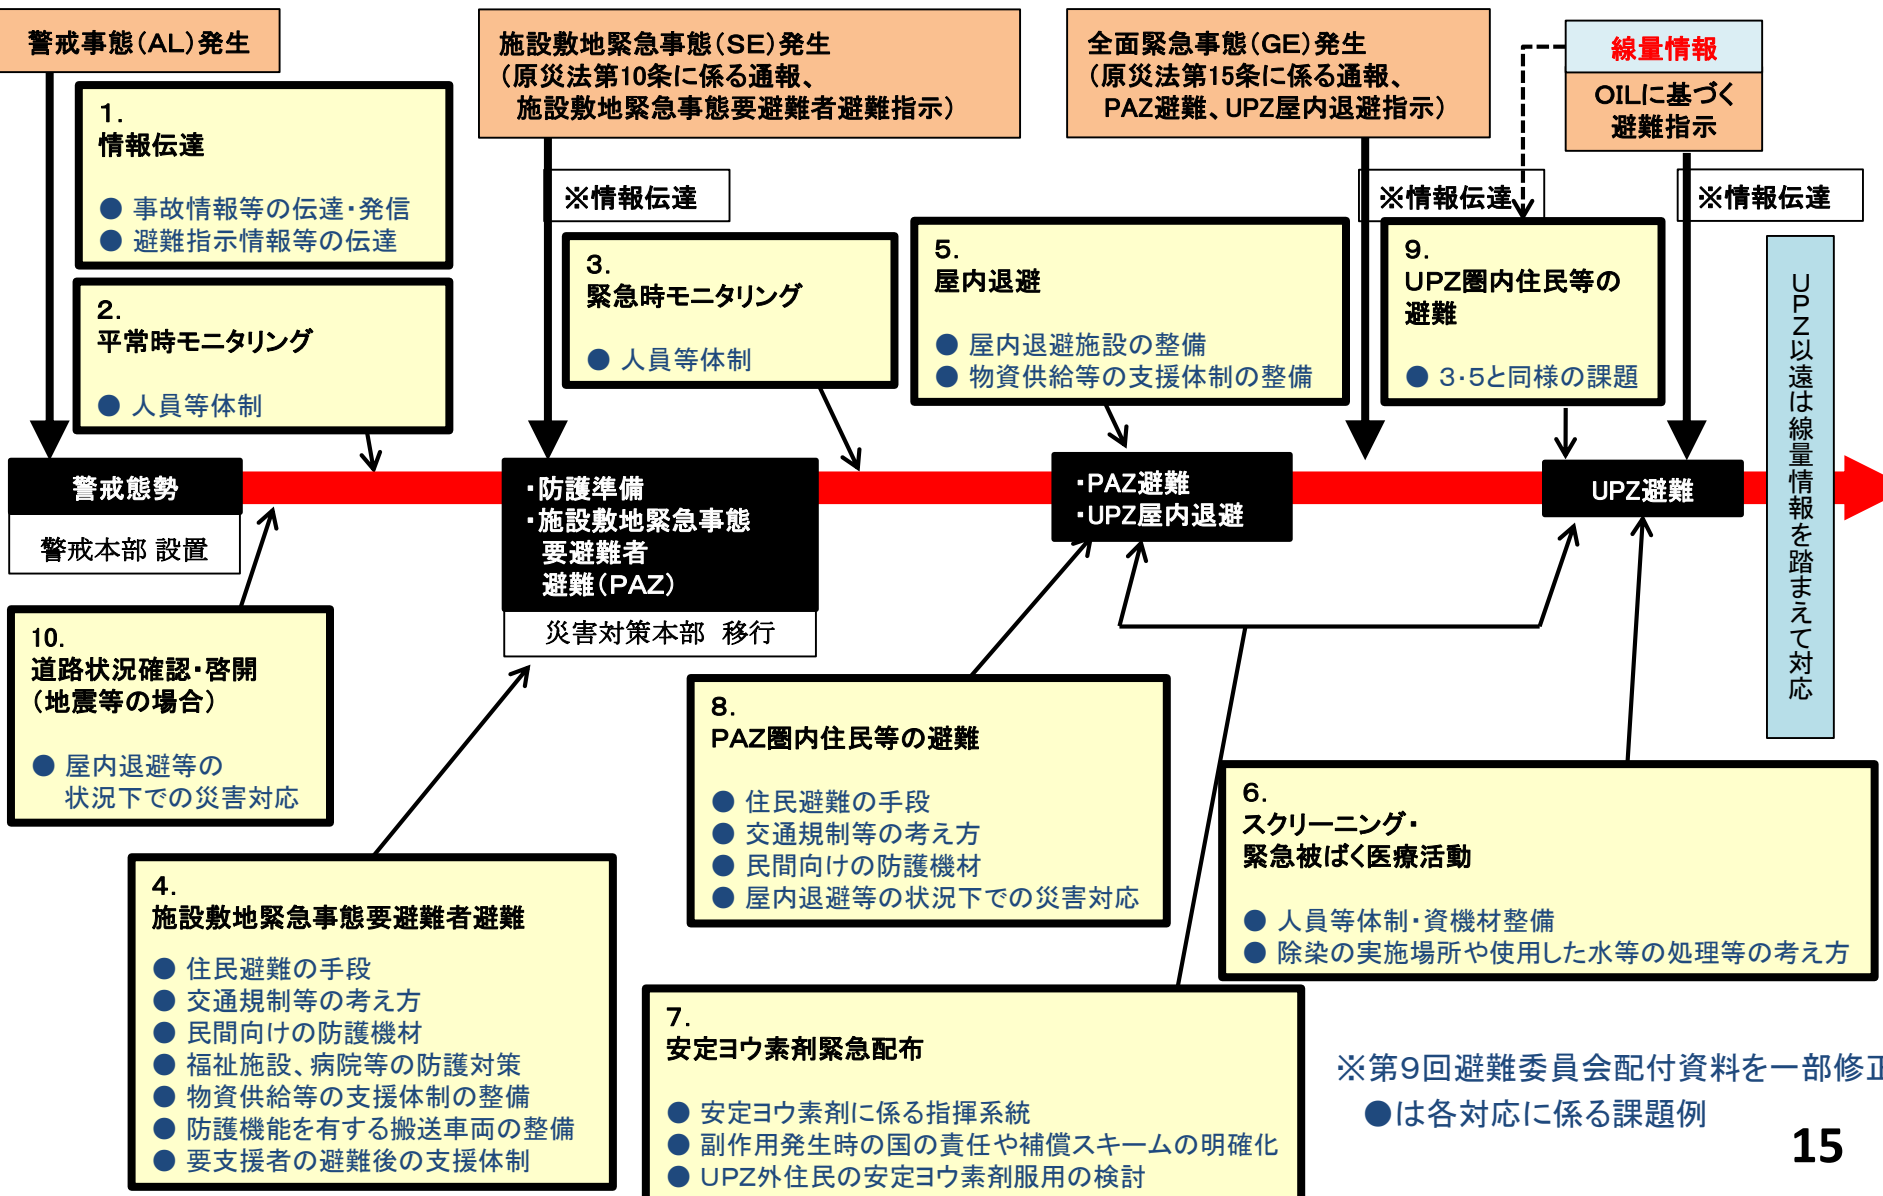 警戒事態(AL)発生
施設敷地緊急事態(SE)発生
(原災法第10条に係る通報、
施設敷地緊急事態要避難者避難指示)
全面緊急事態(GE)発生
(原災法第15条に係る通報、
PAZ避難、UPZ屋内退避指示)
線量情報
OILに基づく
避難指示
1.
情報伝達
● 事故情報等の伝達・発信
● 避難指示情報等の伝達
※情報伝達
※情報伝達
※情報伝達
2.
平常時モニタリング
● 人員等体制
3.
緊急時モニタリング
● 人員等体制
5.
屋内退避
● 屋内退避施設の整備
● 物資供給等の支援体制の整備
9.
UPZ圏内住民等の
避難
● 3・5と同様の課題
UPZ以遠は線量情報を踏まえて対応
警戒態勢
警戒本部 設置
・防護準備
・施設敷地緊急事態
要避難者
避難(PAZ)
災害対策本部 移行
・PAZ避難
・UPZ屋内退避
UPZ避難
10.
道路状況確認・啓開
(地震等の場合)
● 屋内退避等の
状況下での災害対応
8.
PAZ圏内住民等の避難
● 住民避難の手段
● 交通規制等の考え方
● 民間向けの防護機材
● 屋内退避等の状況下での災害対応
6.
スクリーニング・
緊急被ばく医療活動
● 人員等体制・資機材整備
● 除染の実施場所や使用した水等の処理等の考え方
4.
施設敷地緊急事態要避難者避難
● 住民避難の手段
● 交通規制等の考え方
● 民間向けの防護機材
● 福祉施設、病院等の防護対策
● 物資供給等の支援体制の整備
● 防護機能を有する搬送車両の整備
● 要支援者の避難後の支援体制
7.
安定ヨウ素剤緊急配布
● 安定ヨウ素剤に係る指揮系統
● 副作用発生時の国の責任や補償スキームの明確化
● UPZ外住民の安定ヨウ素剤服用の検討
※第9回避難委員会配付資料を一部修正
●は各対応に係る課題例
15